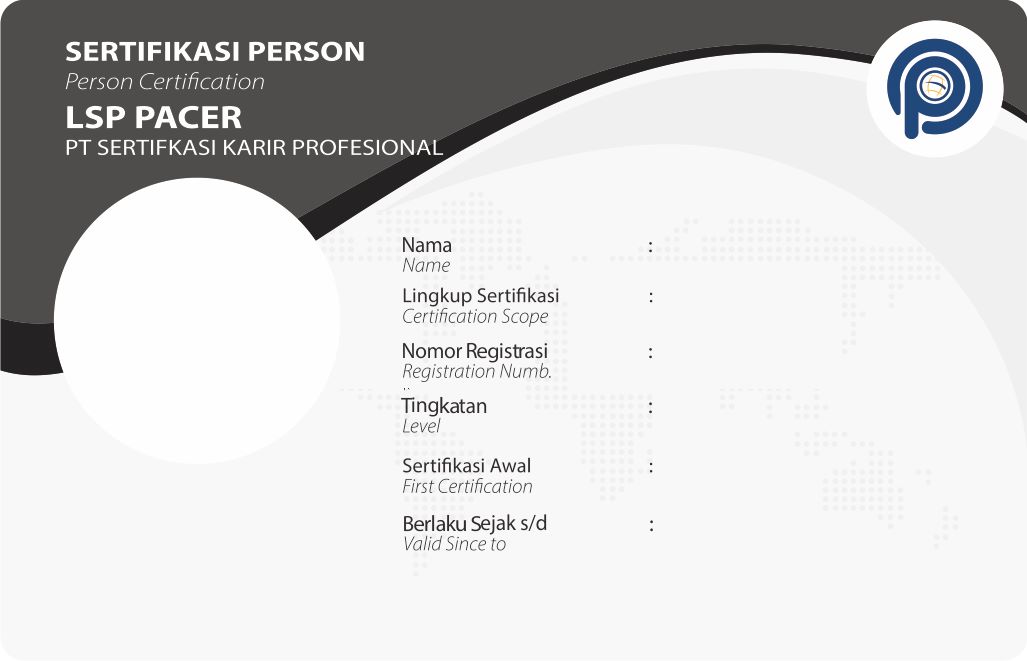 SERTIFIKASI PERSON
Person Certification
LSP PACER
PT SERTIFKASI KARIR PROFESIONAL
Nama :
Name
Lingkup Sertifikasi :
Certification Scope
Nomor Registrasi :
Registration Numb.
..
Tingkatan :
Level
Sertifikasi Awal :
First Certification
Berlaku Sejak s/d :
Valid Since to